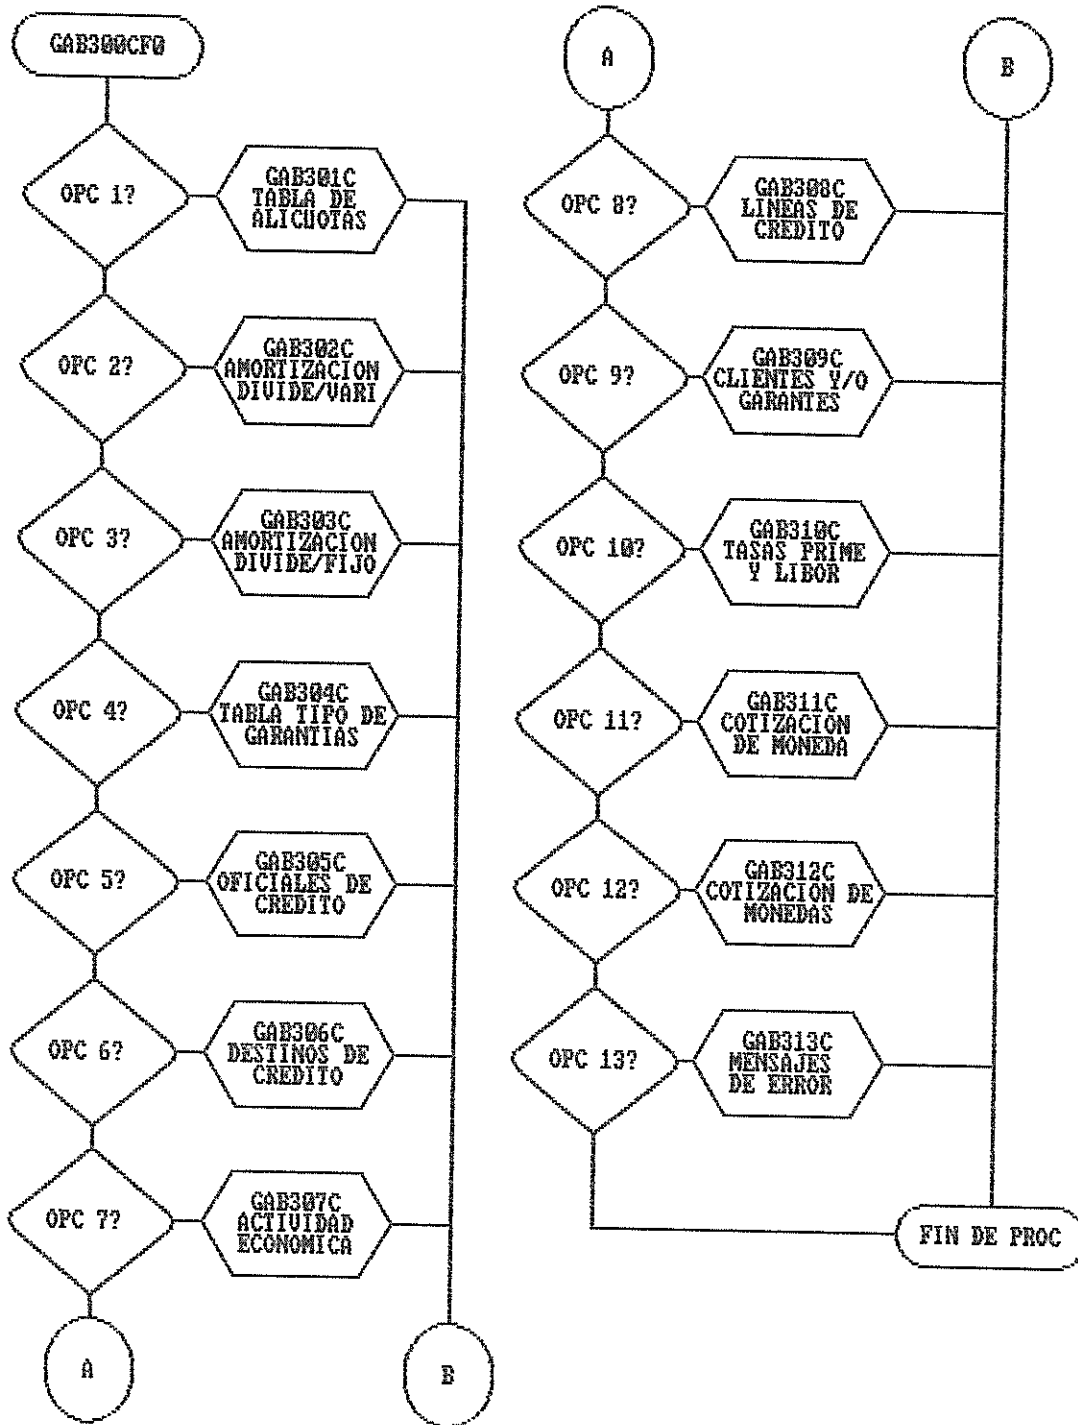 GAB300CF0
OPC 1?
GAB301C
TABLA DE
ALICUOTAS
OPC 2?
GAB302C
AMORTIZACION
DIVIDE/VARI
OPC 3?
GAB303C
AMORTIZACION
DIVIDE/FIJO
OPC 4?
GAB304C
TABLA TIPO DE
GARANTIAS
OPC 5?
GAB305C
OFICIALES DE
CREDITO
OPC 6?
GAB306C
DESTINOS DE
CREDITO
OPC 7?
GAB307C
ACTIVIDAD
ECONOMICA
A
B
A
B
OPC 8?
GAB308C
LINEAS DE
CREDITO
OPC 9?
GAB309C
CLIENTES Y/O
GARANTES
OPC 10?
GAB310C
TASAS PRIME
Y LIBOR
OPC 11?
GAB311C
COTIZACION
DE MONEDA
OPC 12?
GAB312C
COTIZACION DE
MONEDAS
OPC 13?
GAB313C
MENSAJES
DE ERROR
FIN DE PROC